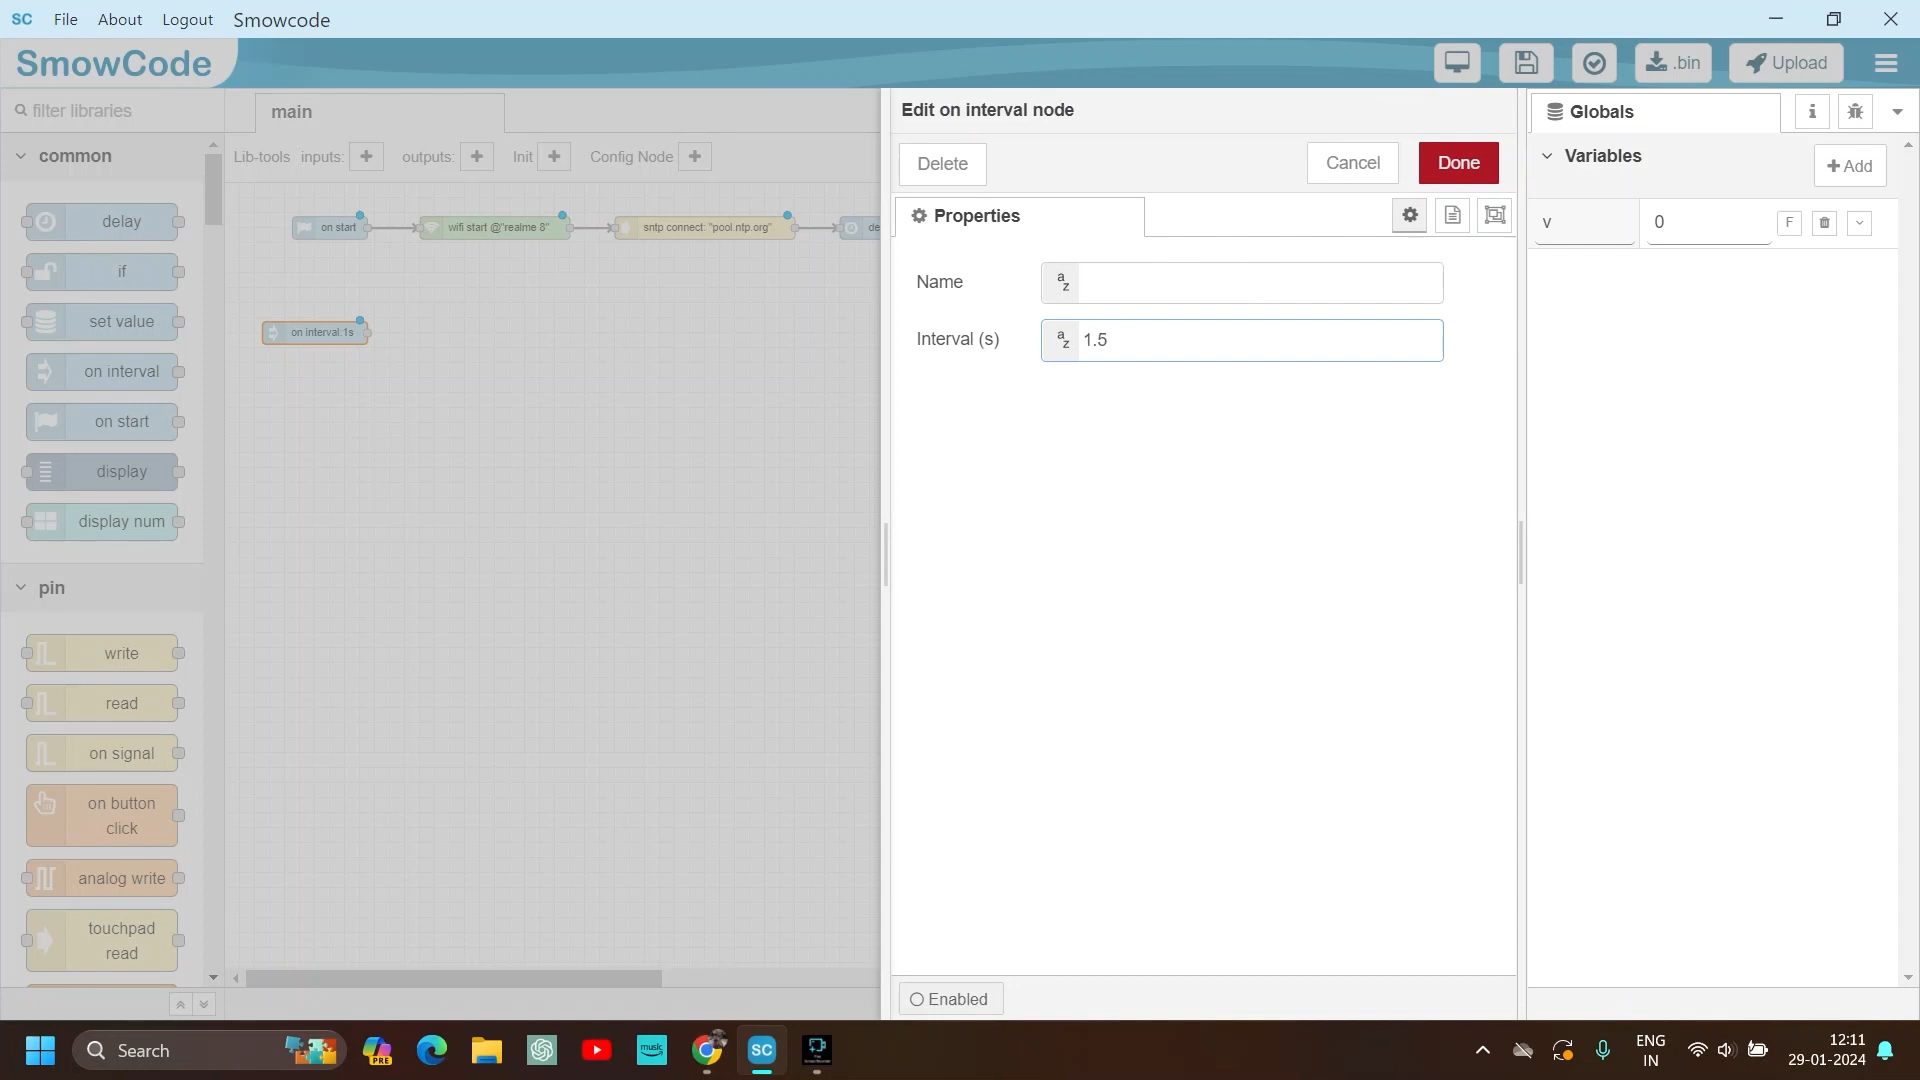 SC File About Logout Smowcode
SmowCode
.bin
Upload
filter libraries
main
Edit on interval node
Globals
common
Lib-tools inputs: outputs: Init Config Node
Delete
Cancel
Done
Variables
Add
delay
if
set value
on interval
on start
display
display num
on start
wifi start @"realme 8"
sntp connect: "pool.ntp.org"
de
on interval:1s
Properties
v
0
F
Name
Interval (s)
1.5
pin
write
read
on signal
on button
click
analog write
touchpad
read
Enabled
Search
PRE
music
SC
ENG
IN
12:11
29-01-2024